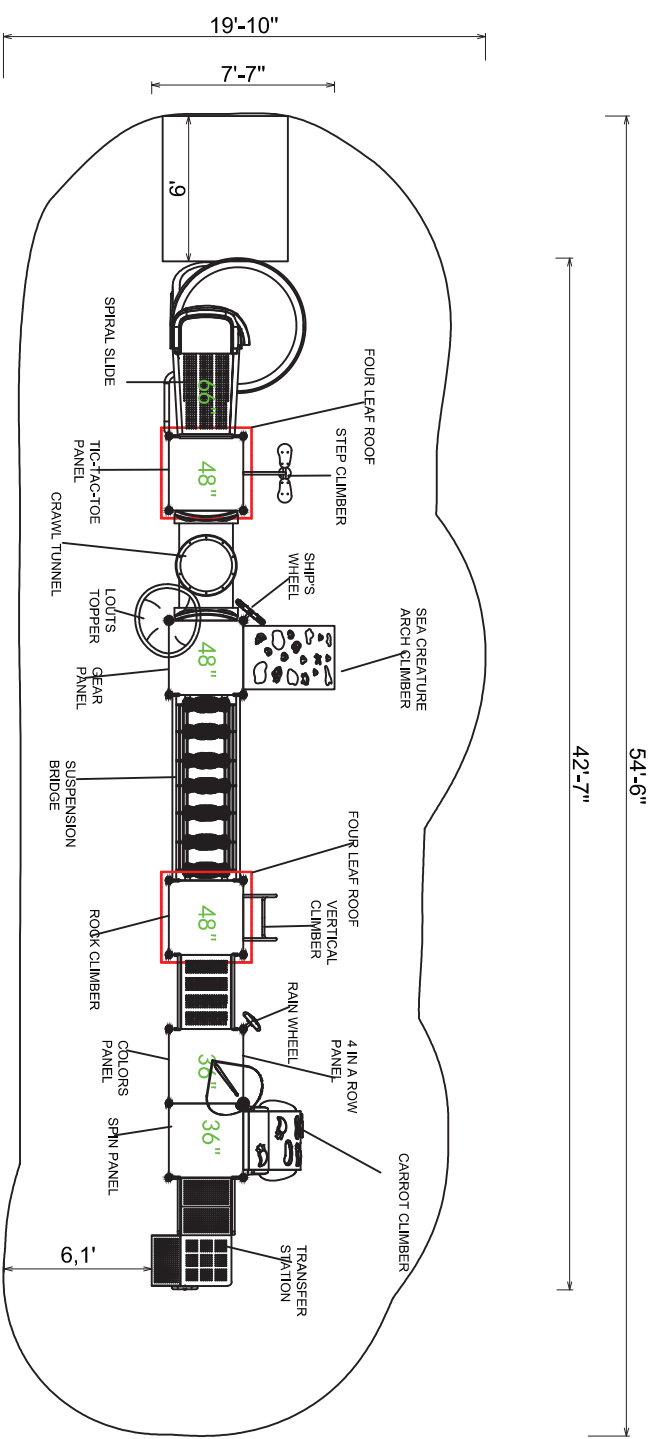 19'-10"
7'-7"
6'
54'-6"
42'-7"
SPIRAL SLIDE
66"
FOUR LEAF ROOF
STEP CLIMBER
TIC-TAC-TOE
PANEL
48"
CRAWL TUNNEL
SHIP'S
WHEEL
LOUTS
TOPPER
SEA CREATURE
ARCH CLIMBER
GEAR
PANEL
48"
SUSPENSION
BRIDGE
FOUR LEAF ROOF
VERTICAL
CLIMBER
48"
ROCK CLIMBER
RAIN WHEEL
4 IN A ROW
PANEL
COLORS
PANEL
36"
36"
SPIN PANEL
CARROT CLIMBER
TRANSFER
STATION
6,1'